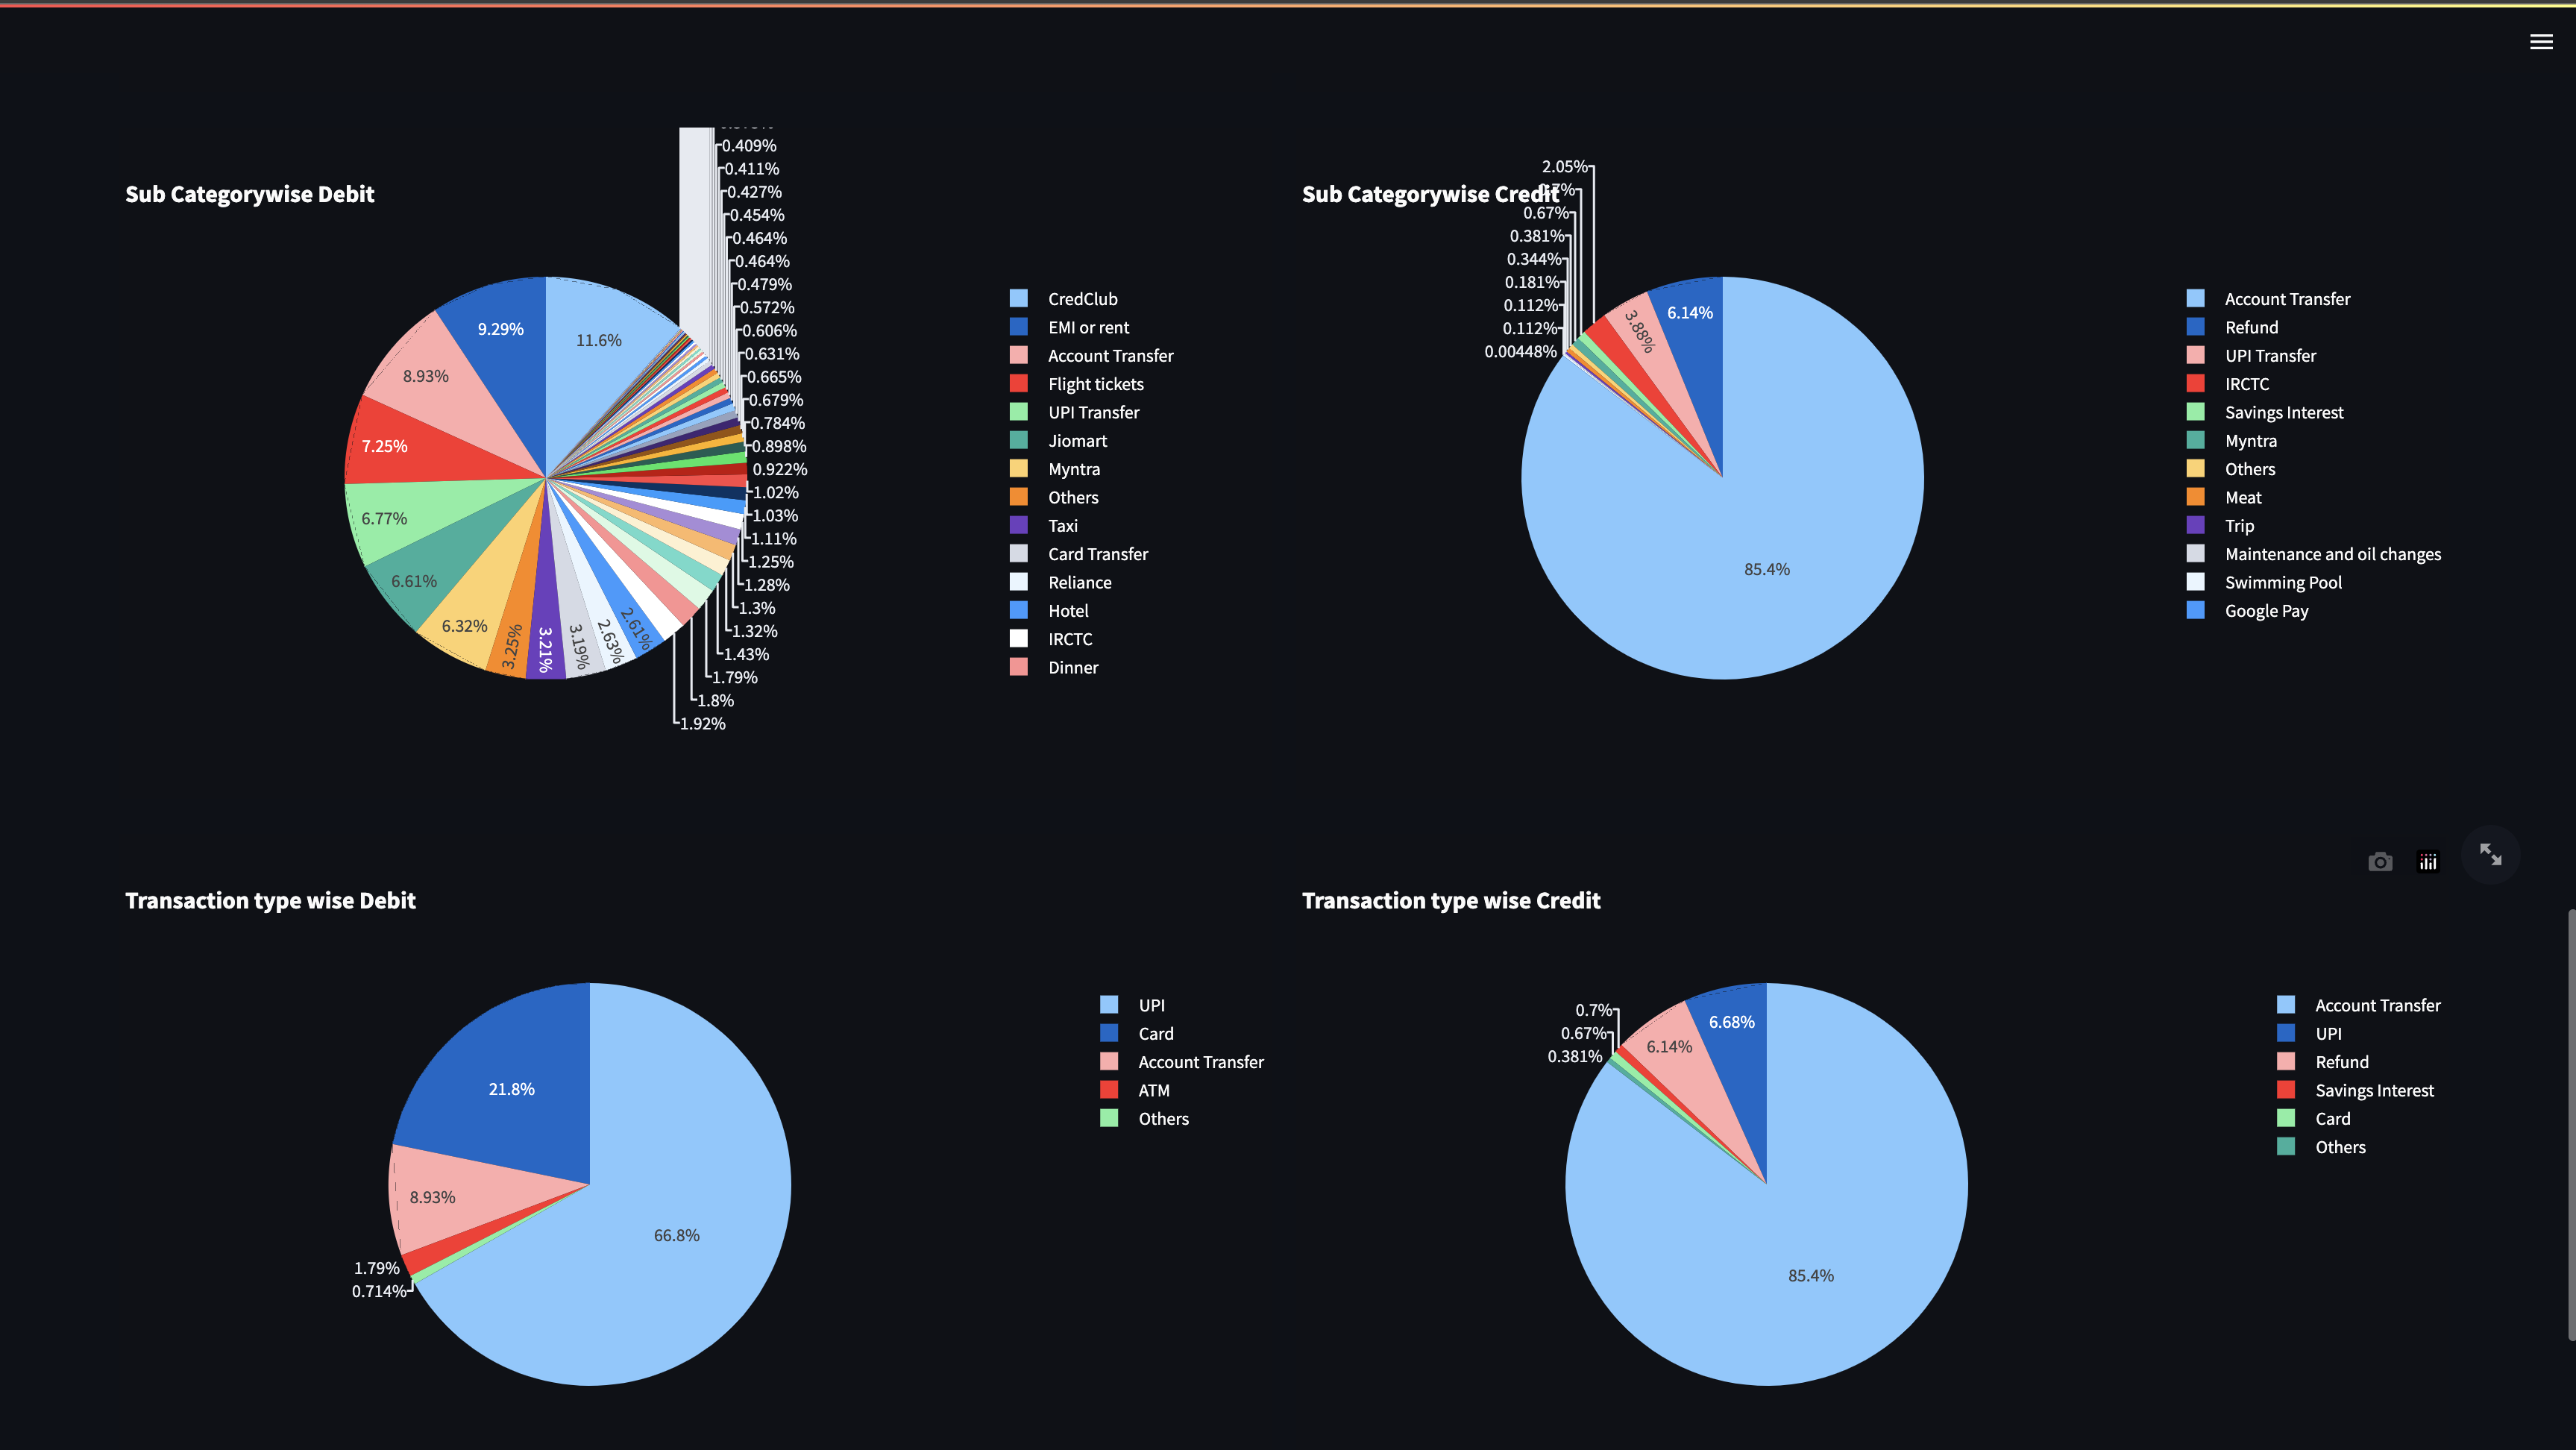 Sub Categorywise Debit
0.409%
0.411%
0.427%
0.454%
0.464%
0.464%
0.479%
0.572%
0.606%
0.631%
0.665%
0.679%
0.784%
0.898%
0.922%
1.02%
1.03%
1.11%
1.25%
1.28%
1.3%
1.32%
1.43%
1.79%
1.8%
1.92%
11.6%
9.29%
8.93%
7.25%
6.77%
6.61%
6.32%
3.25%
3.21%
3.19%
2.63%
2.61%
CredClub
EMI or rent
Account Transfer
Flight tickets
UPI Transfer
Jiomart
Myntra
Others
Taxi
Card Transfer
Reliance
Hotel
IRCTC
Dinner
Sub Categorywise Credit
2.05%
0.67%
0.381%
0.344%
0.181%
0.112%
0.112%
0.00448%
3.88%
6.14%
85.4%
Account Transfer
Refund
UPI Transfer
IRCTC
Savings Interest
Myntra
Others
Meat
Trip
Maintenance and oil changes
Swimming Pool
Google Pay
Transaction type wise Debit
21.8%
8.93%
66.8%
1.79%
0.714%
UPI
Card
Account Transfer
ATM
Others
Transaction type wise Credit
0.7%
0.67%
0.381%
6.14%
6.68%
85.4%
Account Transfer
UPI
Refund
Savings Interest
Card
Others